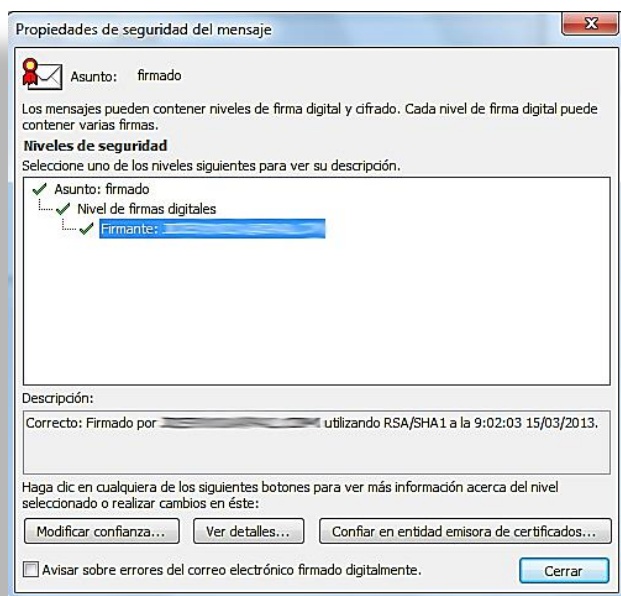 Propiedades de seguridad del mensaje
Asunto: firmado
Los mensajes pueden contener niveles de firma digital y cifrado. Cada nivel de firma digital puede
contener varias firmas.
Niveles de seguridad
Seleccione uno de los niveles siguientes para ver su descripción.
Asunto: firmado
Nivel de firmas digitales
Firmante:
Descripción:
Correcto: Firmado por utilizando RSA/SHA1 a la 9:02:03 15/03/2013.
Haga clic en cualquiera de los siguientes botones para ver más información acerca del nivel
seleccionado o realizar cambios en éste:
Modificar confianza... Ver detalles... Confiar en entidad emisora de certificados...
Avisar sobre errores del correo electrónico firmado digitalmente. Cerrar